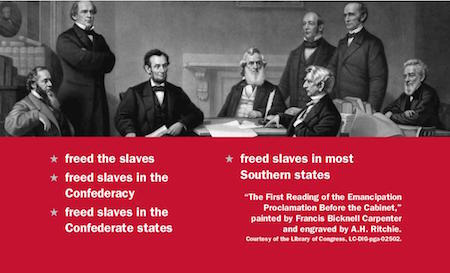 ★ freed the slaves
★ freed slaves in the
Confederacy
★ freed slaves in the
Confederate states
★ freed slaves in most
Southern states
“The First Reading of the Emancipation
Proclamation Before the Cabinet,”
painted by Francis Bicknell Carpenter
and engraved by A.H. Ritchie.
Courtesy of the Library of Congress, LC-DIG-pga-02502.